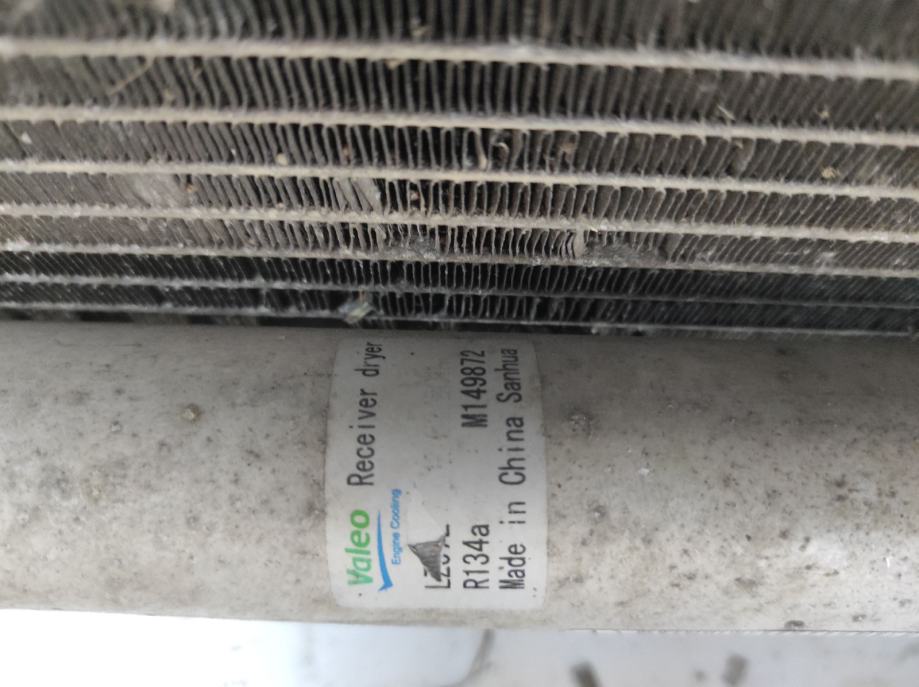 Valeo Receiver dryer
Engine Cooling
R134a M149872
Made in China Sanhua